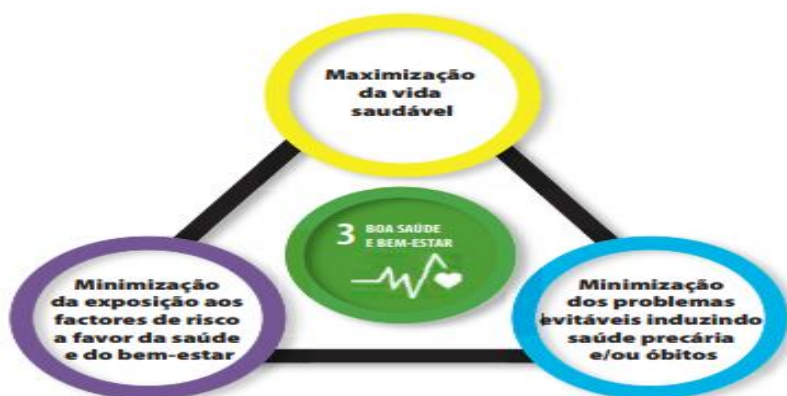 Maximização
da vida
saudável
3 BOA SAÚDE
E BEM-ESTAR
Minimização
da exposição aos
factores de risco
a favor da saúde
e do bem-estar
Minimização
dos problemas
evitáveis induzindo
saúde precária
e/ou óbitos